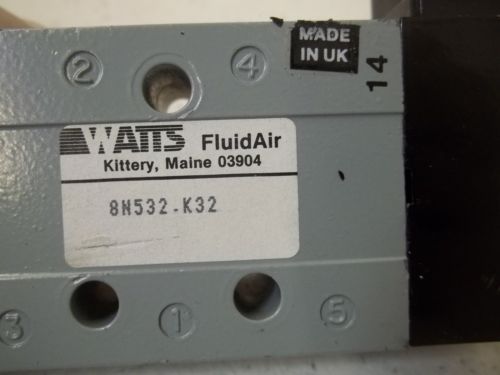 MADE
IN UK
2
4
14
WATTS FluidAir
Kittery, Maine 03904
8N532-K32
3
1
5